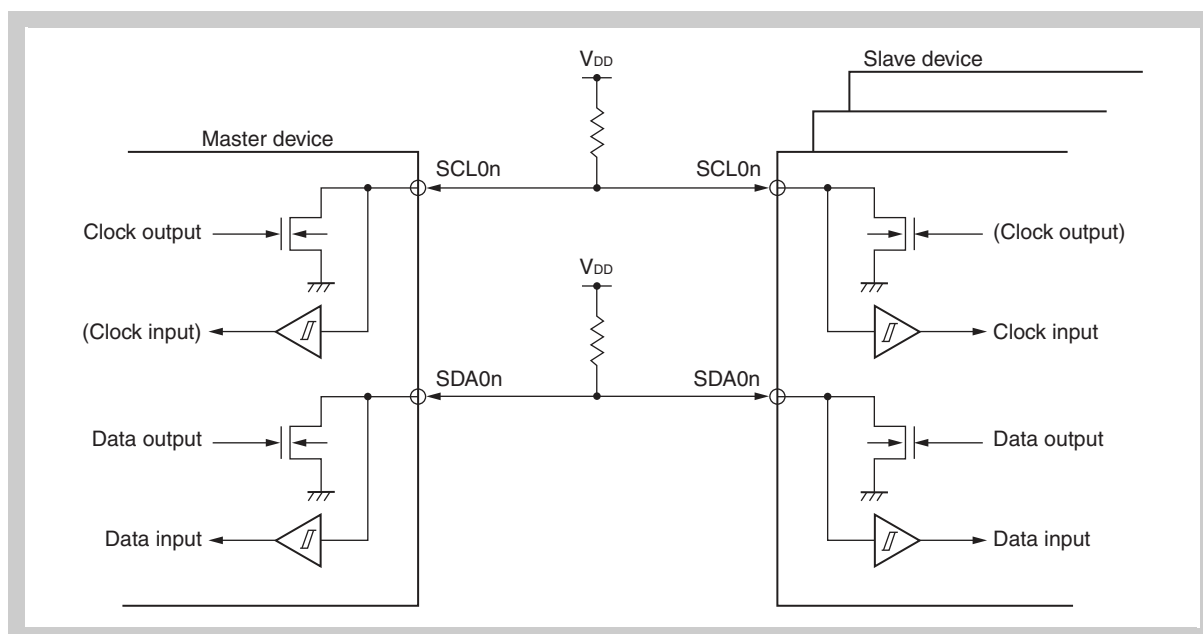 VDD
Slave device
Master device
SCL0n
SCL0n
Clock output
(Clock output)
VDD
(Clock input)
Clock input
SDA0n
SDA0n
Data output
Data output
Data input
Data input